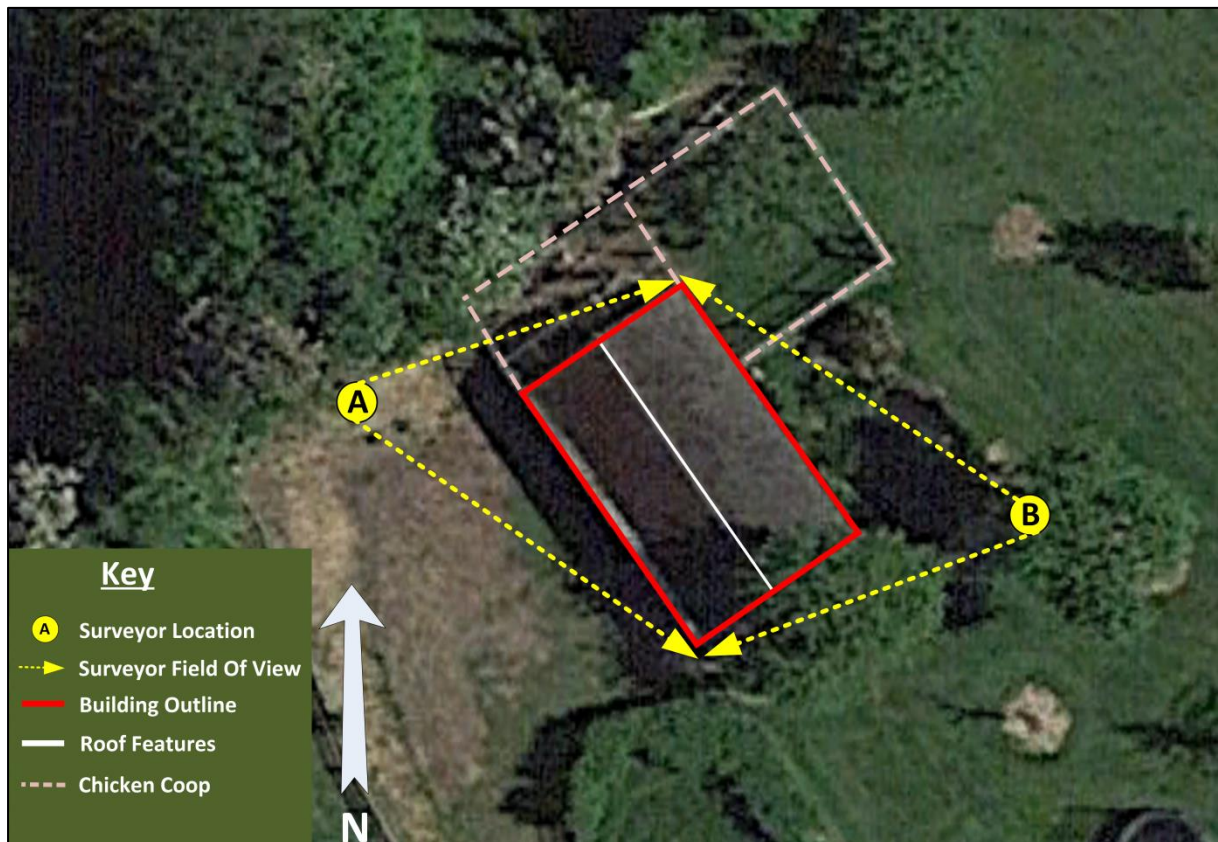 A
B
Key
A Surveyor Location
Surveyor Field Of View
Building Outline
Roof Features
Chicken Coop
N